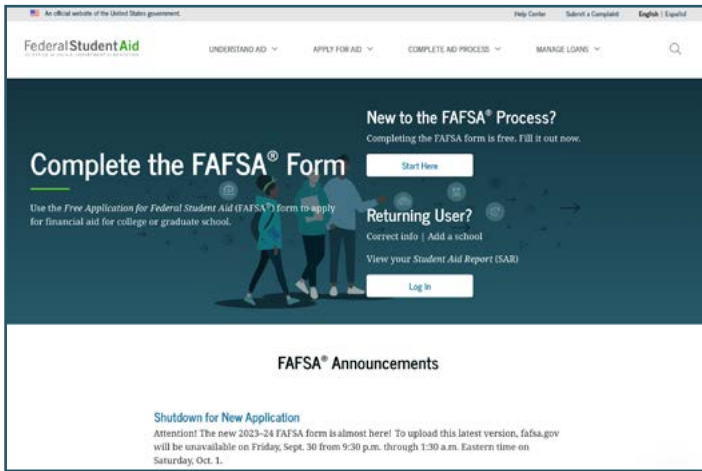 An official website of the United States government.
Help Center Submit a Complaint English | Español
Federal Student Aid
UNDERSTAND AID APPLY FOR AID COMPLETE AID PROCESS MANAGE LOANS
Complete the FAFSA® Form
Use the Free Application for Federal Student Aid (FAFSA®) form to apply
for financial aid for college or graduate school.
New to the FAFSA® Process?
Completing the FAFSA form is free. Fill it out now.
Start Here
Returning User?
Correct info | Add a school
View your Student Aid Report (SAR)
Log In
FAFSA® Announcements
Shutdown for New Application
Attention! The new 2023–24 FAFSA form is almost here! To upload this latest version, fafsa.gov
will be unavailable on Friday, Sept. 30 from 9:30 p.m. through 1:30 a.m. Eastern time on
Saturday, Oct. 1.